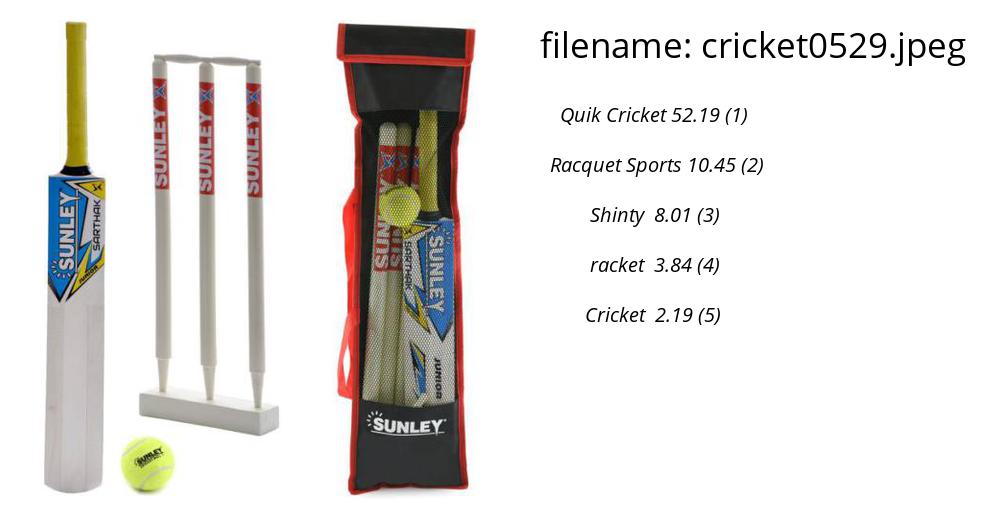 filename: cricket0529.jpeg
Quik Cricket 52.19 (1)
Racquet Sports 10.45 (2)
Shinty 8.01 (3)
racket 3.84 (4)
Cricket 2.19 (5)
SUNLEY
SARTHAK
JUNIOR
SUNLEY
SUNLEY
SUNLEY
SUNLEY
SUNLEY
JUNIOR
SUNLEY